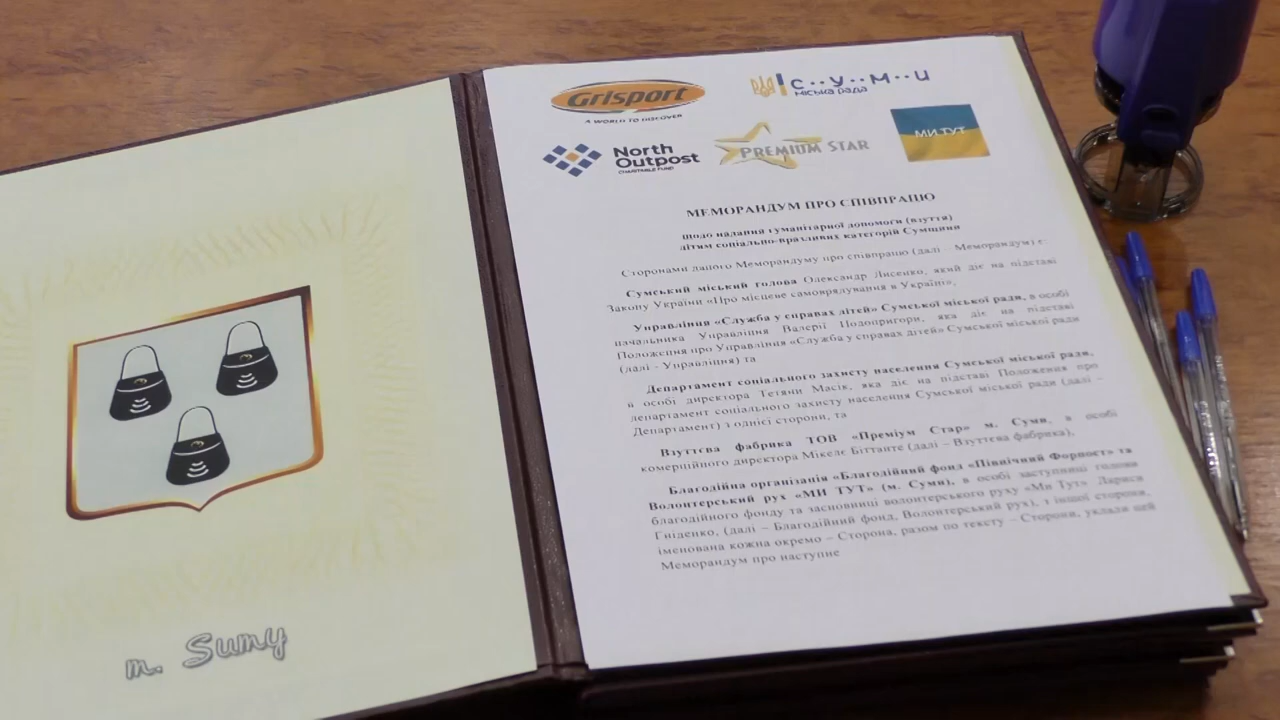 Grisport
A WORLD TO DISCOVER
с··у··м··и
міська рада
North
Outpost
CHARITABLE FUND
PREMIUM STAR
МИ ТУТ
МЕМОРАНДУМ ПРО СПІВПРАЦЮ
щодо надання гуманітарної допомоги (взуття)
дітям соціально-вразливих категорій Сумщини
Сторонами даного Меморандуму про співпрацю (далі – Меморандум) є:
Сумський міський голова Олександр Лисенко, який діє на підставі
Закону України «Про місцеве самоврядування в Україні»,
Управління «Служба у справах дітей» Сумської міської ради, в особі
начальника Управління Валерії Подопригори, яка діє на підставі
Положення про Управління «Служба у справах дітей» Сумської міської ради
(далі - Управління) та
Департамент соціального захисту населення Сумської міської ради,
в особі директора Тетяни Масік, яка діє на підставі Положення про
департамент соціального захисту населення Сумської міської ради (далі –
Департамент) з однієї сторони, та
Взуттєва фабрика ТОВ «Преміум Стар» м. Суми, в особі
комерційного директора Мікеле Біттанте (далі – Взуттєва фабрика),
Благодійна організація «Благодійний фонд «Північний Форпост» та
Волонтерський рух «МИ ТУТ» (м. Суми), в особі заступниці голови
благодійного фонду та засновниці волонтерського руху «Ми Тут» Лариси
Гніденко, (далі – Благодійний фонд, Волонтерський рух), з іншої сторони,
іменована кожна окремо – Сторона, разом по тексту – Сторони, уклали цей
Меморандум про наступне
m. Sumy